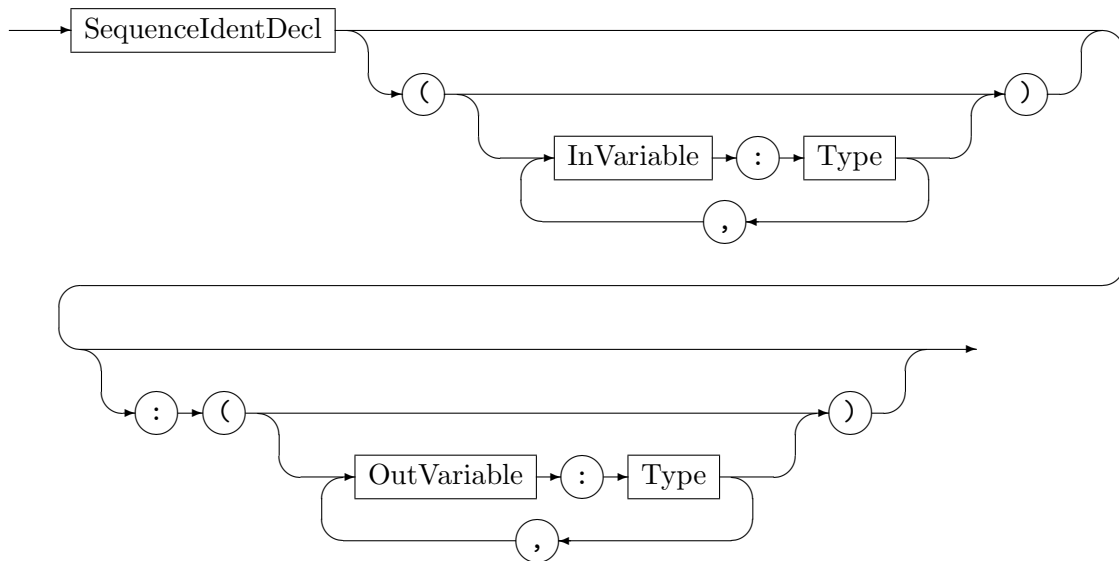 SequenceIdentDecl
( )
InVariable : Type
,
: ( )
OutVariable : Type
,